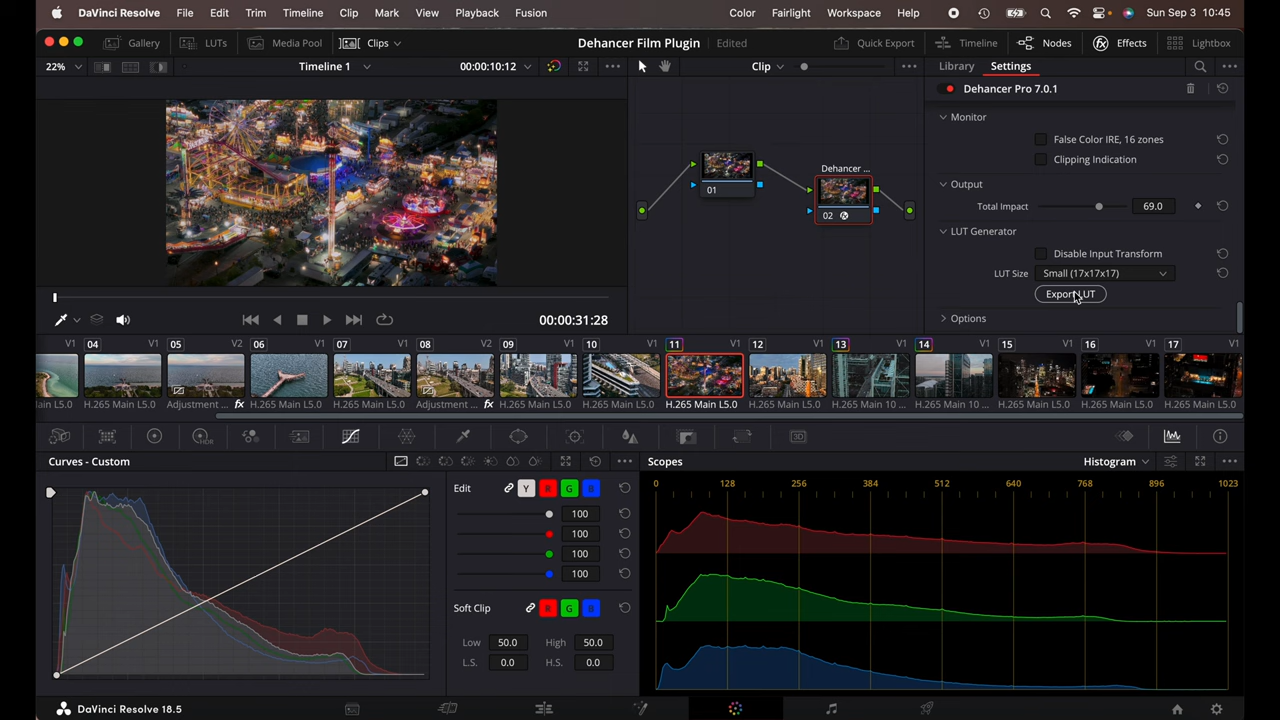 DaVinci Resolve File Edit Trim Timeline Clip Mark View Playback Fusion Color Fairlight Workspace Help Sun Sep 3 10:45
Gallery LUTs Media Pool Clips Dehancer Film Plugin Edited Quick Export Timeline Nodes Effects Lightbox
22% Timeline 1 00:00:10:12 Clip Library Settings
Dehancer Pro 7.0.1
Monitor
False Color IRE, 16 zones
Clipping Indication
Dehancer ...
01
02
Output
Total Impact 69.0
LUT Generator
Disable Input Transform
LUT Size Small (17x17x17)
Export LUT
Options
00:00:31:28
V1 04 V1 05 V2 06 V1 07 V1 08 V2 09 V1 10 V1 11 V1 12 V1 13 V1 14 V1 15 V1 16 V1 17 V1
ain L5.0 H.265 Main L5.0 Adjustment ... fx H.265 Main L5.0 H.265 Main L5.0 Adjustment ... fx H.265 Main L5.0 H.265 Main L5.0 H.265 Main L5.0 H.265 Main L5.0 H.265 Main 10 ... H.265 Main 10 ... H.265 Main L5.0 H.265 Main L5.0 H.265 Main L5.0
HDR 3D
Curves - Custom
Edit Y R G B
100
100
100
100
Soft Clip R G B
Low 50.0 High 50.0
L.S. 0.0 H.S. 0.0
Scopes Histogram
0 128 256 384 512 640 768 896 1023
DaVinci Resolve 18.5